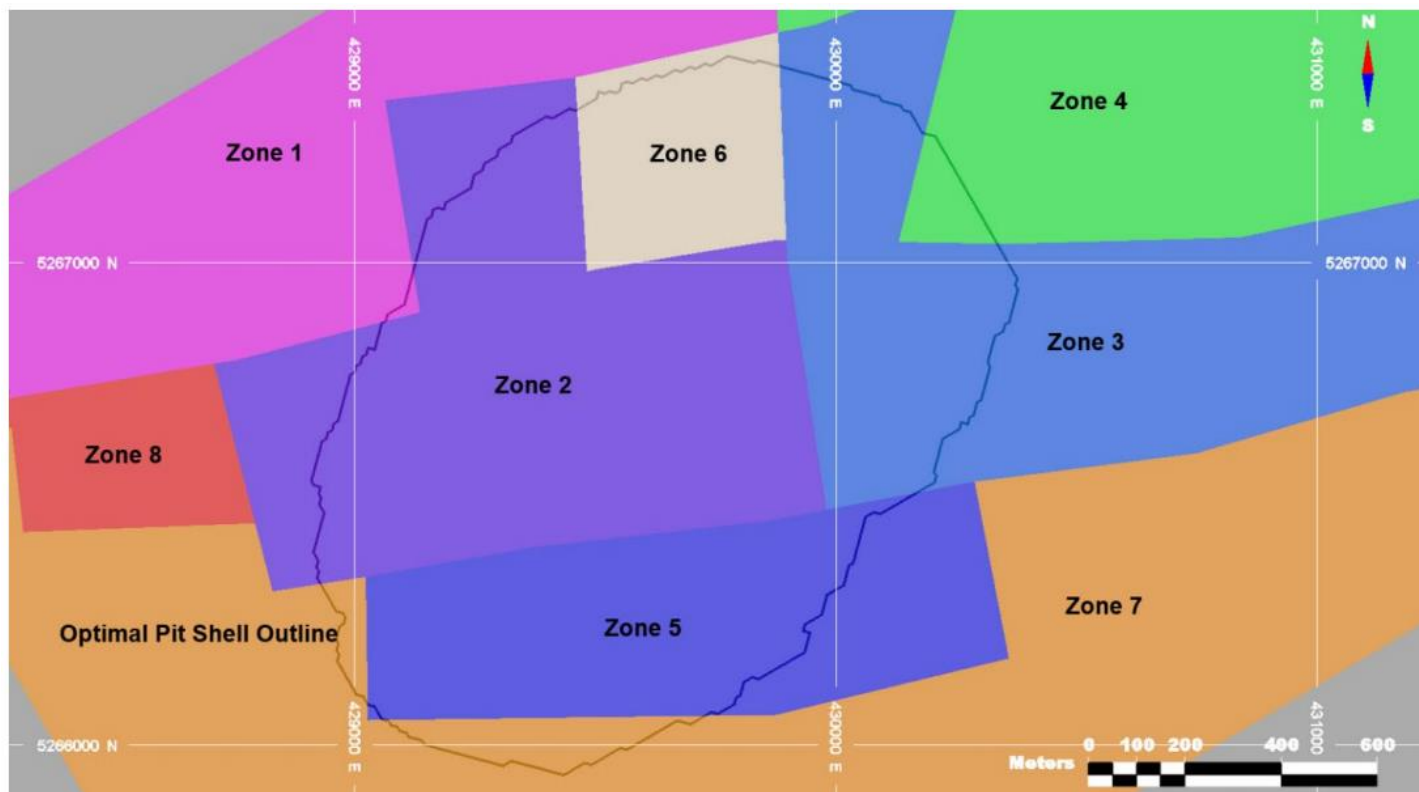 N
S
429000 E
430000 E
431000 E
Zone 4
Zone 1
Zone 6
5267000 N
5267000 N
Zone 3
Zone 2
Zone 8
Zone 7
Zone 5
Optimal Pit Shell Outline
429000 E
430000 E
431000 E
5266000 N
0 100 200 400 600
Meters